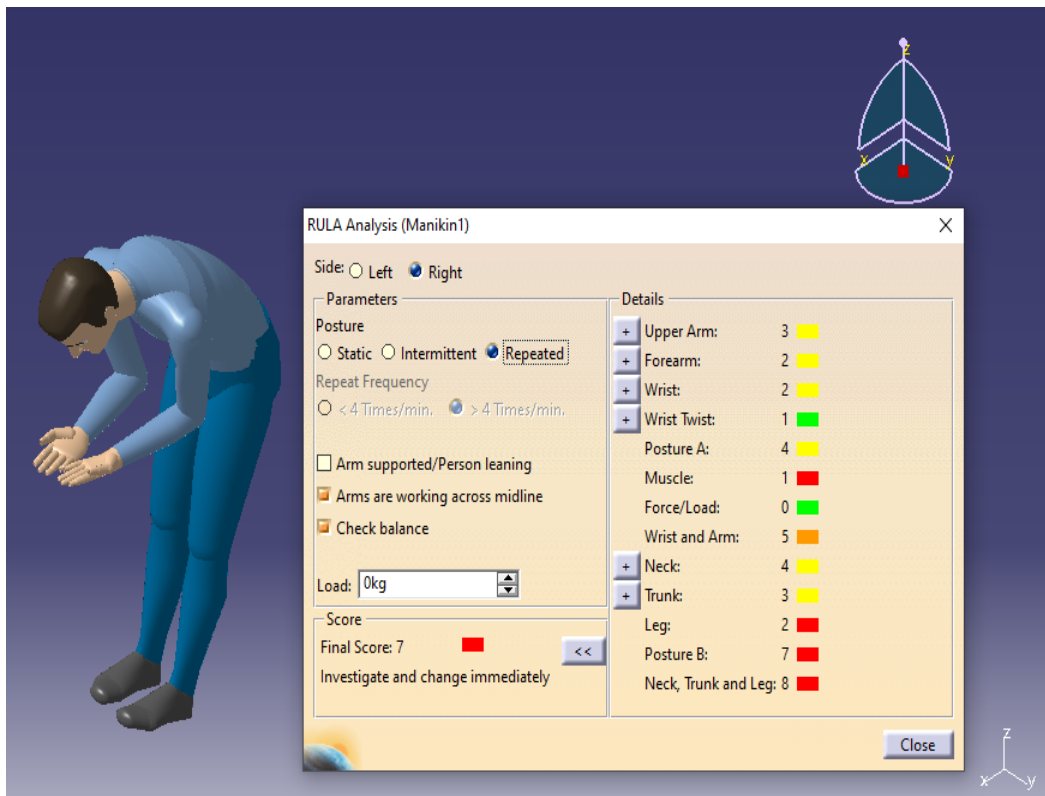 z
x y
RULA Analysis (Manikin1)
Side: Left Right
Parameters
Posture
Static Intermittent Repeated
Repeat Frequency
< 4 Times/min. > 4 Times/min.
Arm supported/Person leaning
Arms are working across midline
Check balance
Load: 0kg
Score
Final Score: 7
<<
Investigate and change immediately
Details
+ Upper Arm: 3
+ Forearm: 2
+ Wrist: 2
+ Wrist Twist: 1
Posture A: 4
Muscle: 1
Force/Load: 0
Wrist and Arm: 5
+ Neck: 4
+ Trunk: 3
Leg: 2
Posture B: 7
Neck, Trunk and Leg: 8
Close
z
x y